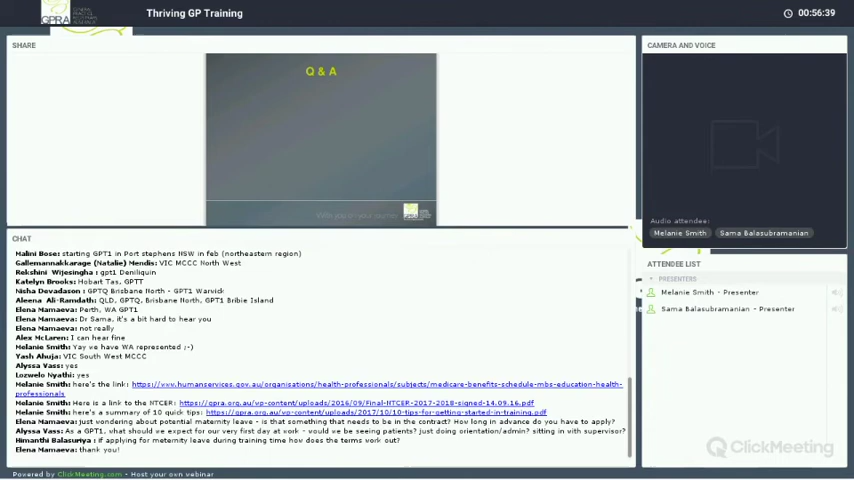 GPRA
Thriving GP Training
00:56:39
SHARE
Q & A
CHAT
Malini Bose: starting GPT1 in Port stephens NSW in feb (northeastern region)
Gallemannakkarage (Natalie) Mendis: VIC MCCC North West
Rekshini Wijesingha : gpt1 Deniliquin
Katelyn Brooks: Hobart Tas, GPTT
Nisha Devadason : GPTQ Brisbane North - GPT1 Warwick
Aleena Ali-Ramdath: QLD, GPTQ, Brisbane North, GPT1 Bribie Island
Elena Mamaeva: Perth, WA GPT1
Elena Mamaeva: Dr Sama, it's a bit hard to hear you
Elena Mamaeva: not really
Alex McLaren: I can hear fine
Melanie Smith: Yay we have WA represented ;-)
Yash Ahuja: VIC South West MCCC
Alyssa Vass: yes
Lozwelo Nyathi: yes
Melanie Smith: here's the link: https://www.humanservices.gov.au/organisations/health-professionals/subjects/medicare-benefits-schedule-mbs-education-health-
professionals
Melanie Smith: Here is a link to the NTCER: https://gpra.org.au/wp-content/uploads/2016/09/Final-NTCER-2017-2018-signed-14.09.16.pdf
Melanie Smith: here's a summary of 10 quick tips: https://gpra.org.au/wp-content/uploads/2017/10/10-tips-for-getting-started-in-training.pdf
Elena Mamaeva: just wondering about potential maternity leave - is that something that needs to be in the contract? How long in advance do you have to apply?
Alyssa Vass: As a GPT1, what should we expect for our very first day at work - would we be seeing patients? just doing orientation/admin? sitting in with supervisor?
Himanthi Balasuriya : if applying for maternity leave during training time how does the terms work out?
Elena Mamaeva: thank you!
CAMERA AND VOICE
Audio attendee:
Melanie Smith
Sama Balasubramanian
ATTENDEE LIST
PRESENTERS
Melanie Smith - Presenter
Sama Balasubramanian - Presenter
ClickMeeting
Powered by ClickMeeting.com - Host your own webinar